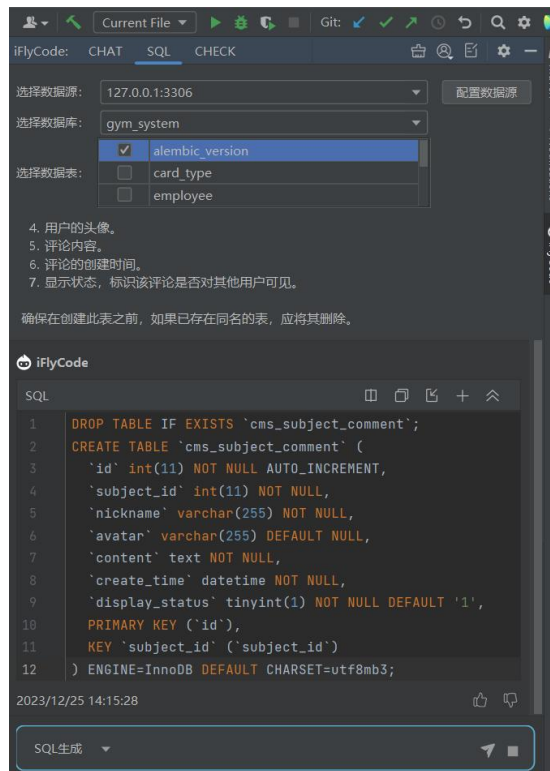 Current File
Git:
iFlyCode: CHAT SQL CHECK
选择数据源: 127.0.0.1:3306 配置数据源
选择数据库: gym_system
alembic_version
选择数据表: card_type
employee
4. 用户的头像。
5. 评论内容。
6. 评论的创建时间。
7. 显示状态，标识该评论是否对其他用户可见。
确保在创建此表之前，如果已存在同名的表，应将其删除。
iFlyCode
SQL
1 DROP TABLE IF EXISTS `cms_subject_comment`;
2 CREATE TABLE `cms_subject_comment` (
3 `id` int(11) NOT NULL AUTO_INCREMENT,
4 `subject_id` int(11) NOT NULL,
5 `nickname` varchar(255) NOT NULL,
6 `avatar` varchar(255) DEFAULT NULL,
7 `content` text NOT NULL,
8 `create_time` datetime NOT NULL,
9 `display_status` tinyint(1) NOT NULL DEFAULT '1',
10 PRIMARY KEY (`id`),
11 KEY `subject_id` (`subject_id`)
12 ) ENGINE=InnoDB DEFAULT CHARSET=utf8mb3;
2023/12/25 14:15:28
SQL生成